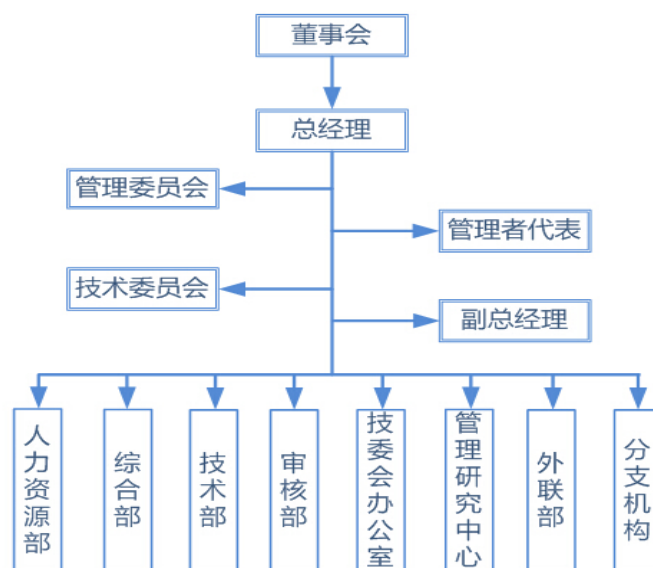 董事会
总经理
管理委员会
管理者代表
技术委员会
副总经理
人力资源部
综合部
技术部
审核部
技委会办公室
管理研究中心
外联部
分支机构